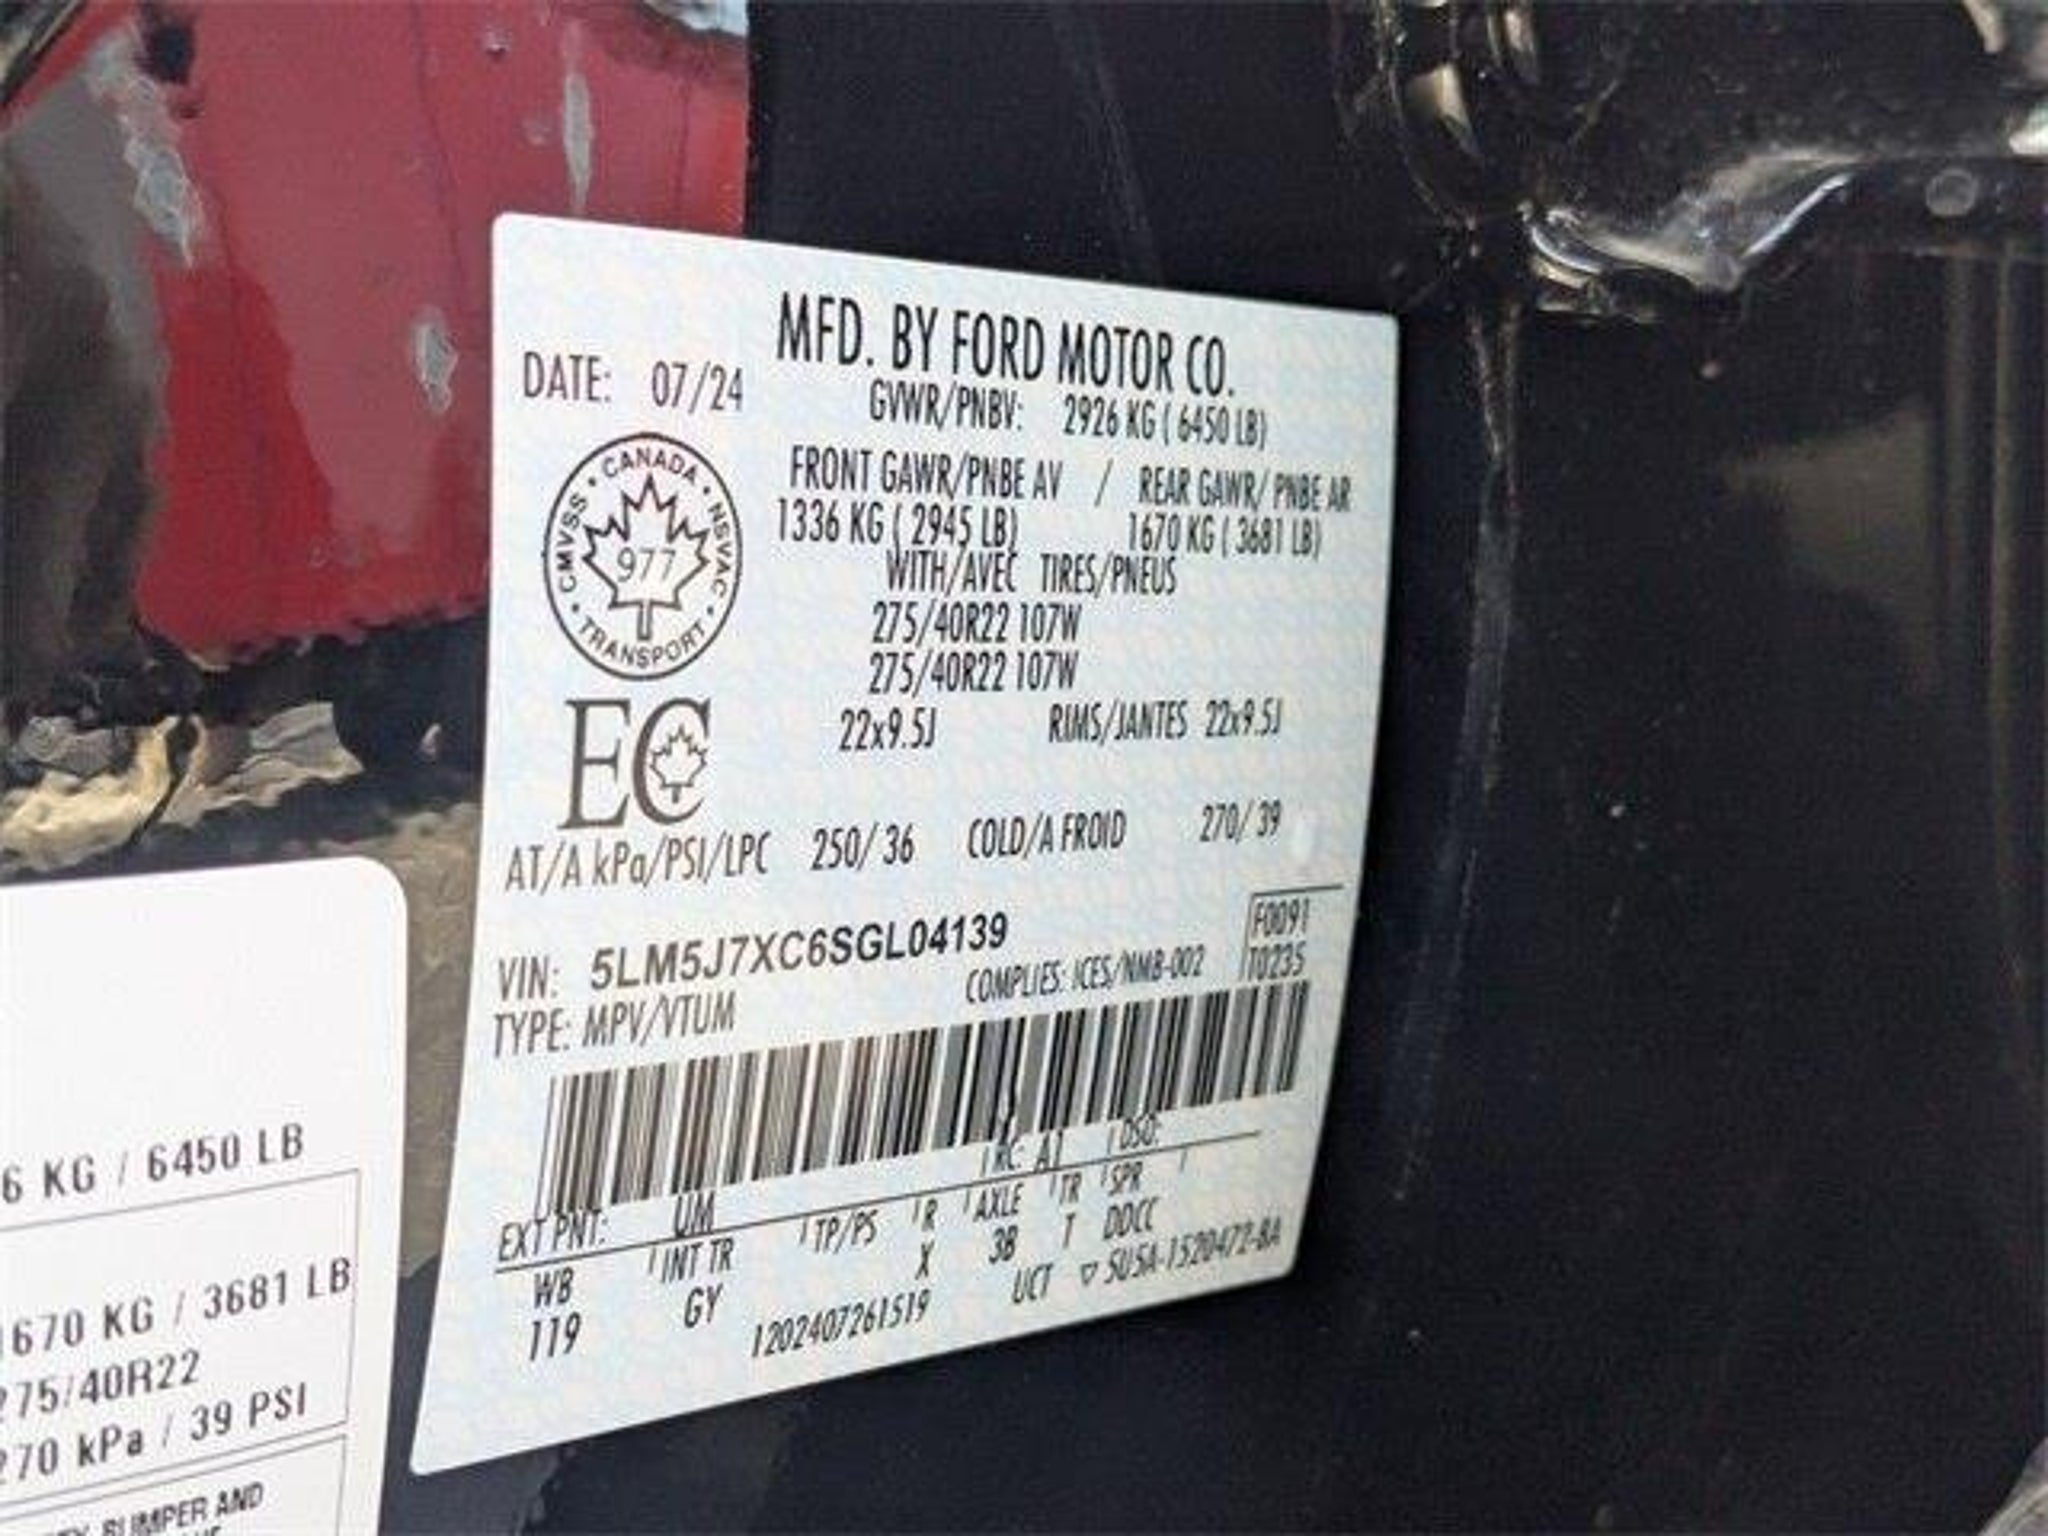 MFD. BY FORD MOTOR CO.
DATE: 07/24
GVWR/PNBV: 2926 KG ( 6450 LB)
FRONT GAWR/PNBE AV / REAR GAWR/ PNBE AR
1336 KG ( 2945 LB) 1670 KG ( 3681 LB)
WITH/AVEC TIRES/PNEUS
275/40R22 107W
275/40R22 107W
22x9.5J RIMS/JANTES 22x9.5J
CMVSS • CANADA • NSVAC • TRANSPORT •
977
EC
AT/A kPa/PSI/LPC 250/ 36 COLD/A FROID 270/ 39
VIN: 5LM5J7XC6SGL04139
F0091
T0235
COMPLIES: ICES/NMB-002
TYPE: MPV/VTUM
RC: A1 DSO:
EXT PNT: UM
WB INT TR TP/PS R AXLE TR SPR
119 GY X 3B T DDCC
1202407261519 UCT ▽ SU5A-1520472-BA
6 KG / 6450 LB
1670 KG / 3681 LB
275/40R22
270 kPa / 39 PSI
BUMPER AND